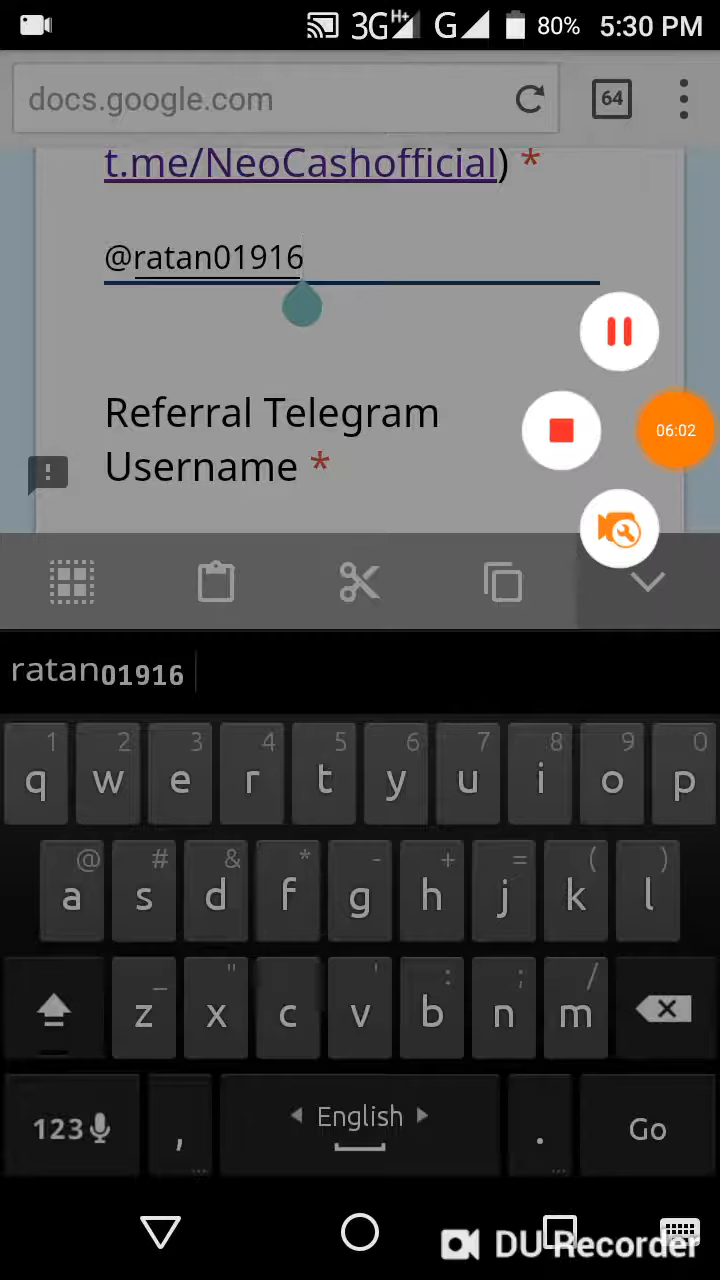 3G H+ G 80% 5:30 PM
docs.google.com 64
t.me/NeoCashofficial) *
@ratan01916
Referral Telegram
Username *
06:02
ratan01916
1 2 3 4 5 6 7 8 9 0
q w e r t y u i o p
@ # & * - + = ( )
a s d f g h j k l
_ " ' : ; /
z x c v b n m
123 , English . Go
DU Recorder